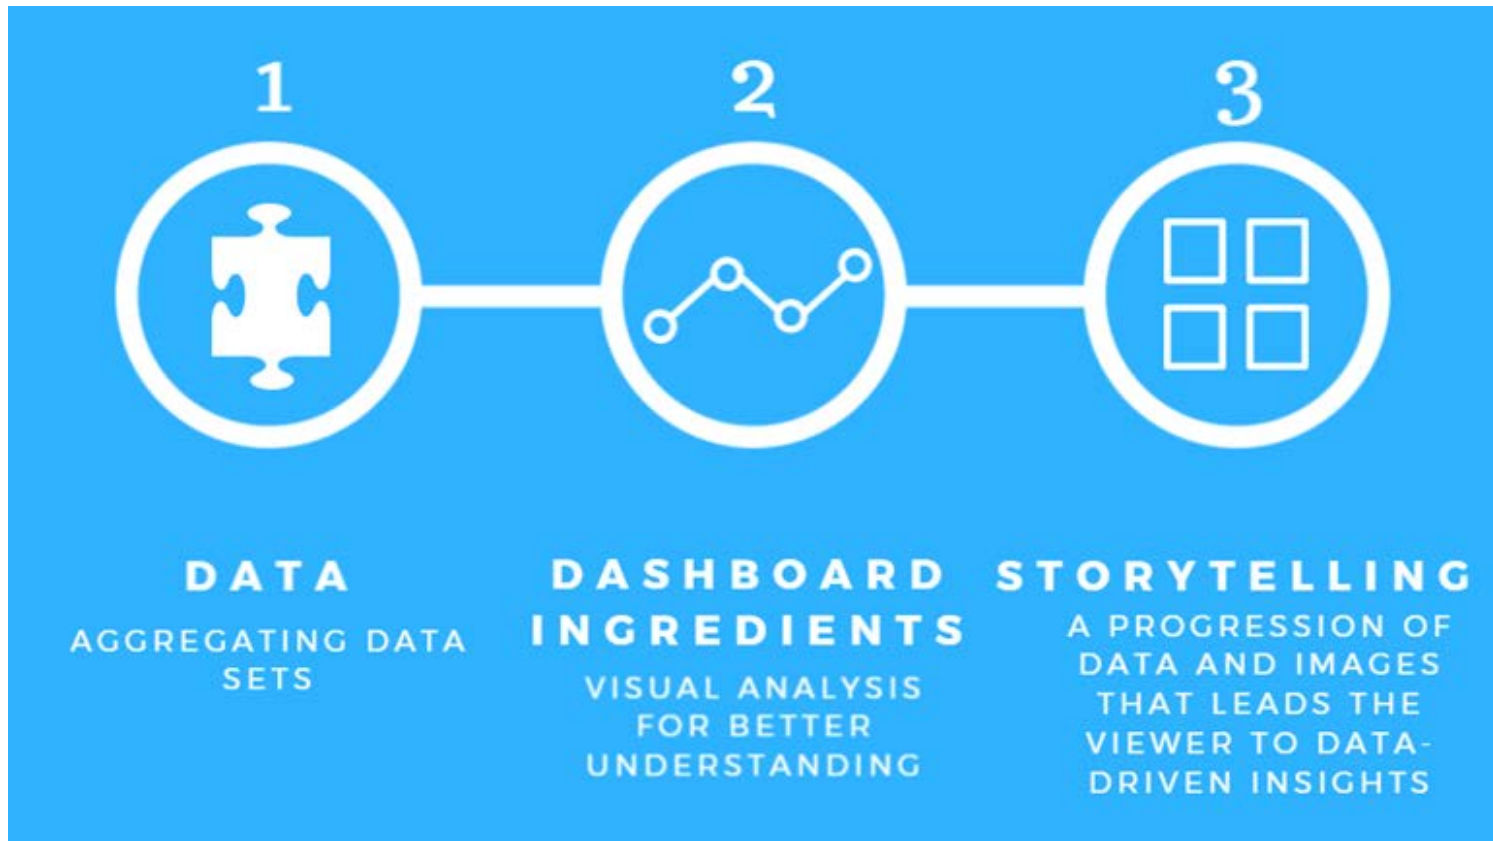 1
2
3
DATA
AGGREGATING DATA
SETS
DASHBOARD
INGREDIENTS
VISUAL ANALYSIS
FOR BETTER
UNDERSTANDING
STORYTELLING
A PROGRESSION OF
DATA AND IMAGES
THAT LEADS THE
VIEWER TO DATA-
DRIVEN INSIGHTS